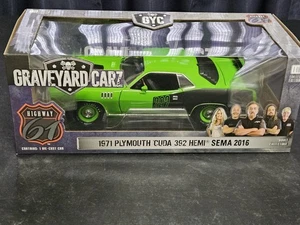 GYC
GRAVEYARD CARZ
HIGHWAY
61
1971 PLYMOUTH CUDA 392 HEMI® SEMA 2016